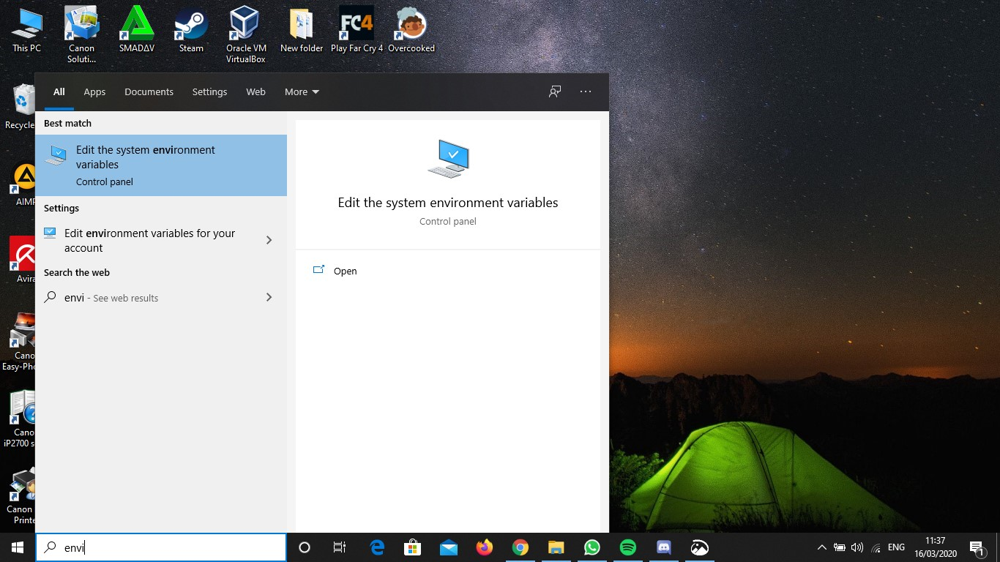 This PC
Canon
Soluti...
SMADΔV
Steam
Oracle VM
VirtualBox
New folder
FC4
Play Far Cry 4
Overcooked
Recycle
AIMP
Avira
Cano
Easy-Pho
Cano
iP2700 s
Canon
Printe
All
Apps
Documents
Settings
Web
More
Best match
Edit the system environment
variables
Control panel
Settings
Edit environment variables for your
account
Search the web
envi - See web results
Edit the system environment variables
Control panel
Open
envi
ENG
11:37
16/03/2020
1